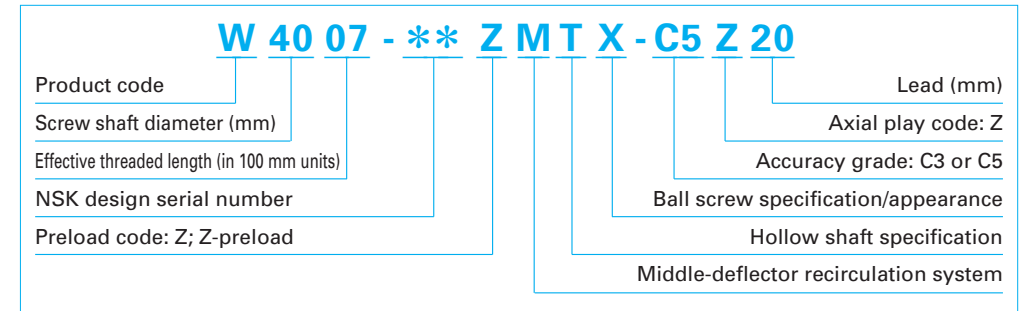 W 40 07 - ** Z M T X - C5 Z 20
Product code
Lead (mm)
Screw shaft diameter (mm)
Axial play code: Z
Effective threaded length (in 100 mm units)
Accuracy grade: C3 or C5
NSK design serial number
Ball screw specification/appearance
Preload code: Z; Z-preload
Hollow shaft specification
Middle-deflector recirculation system